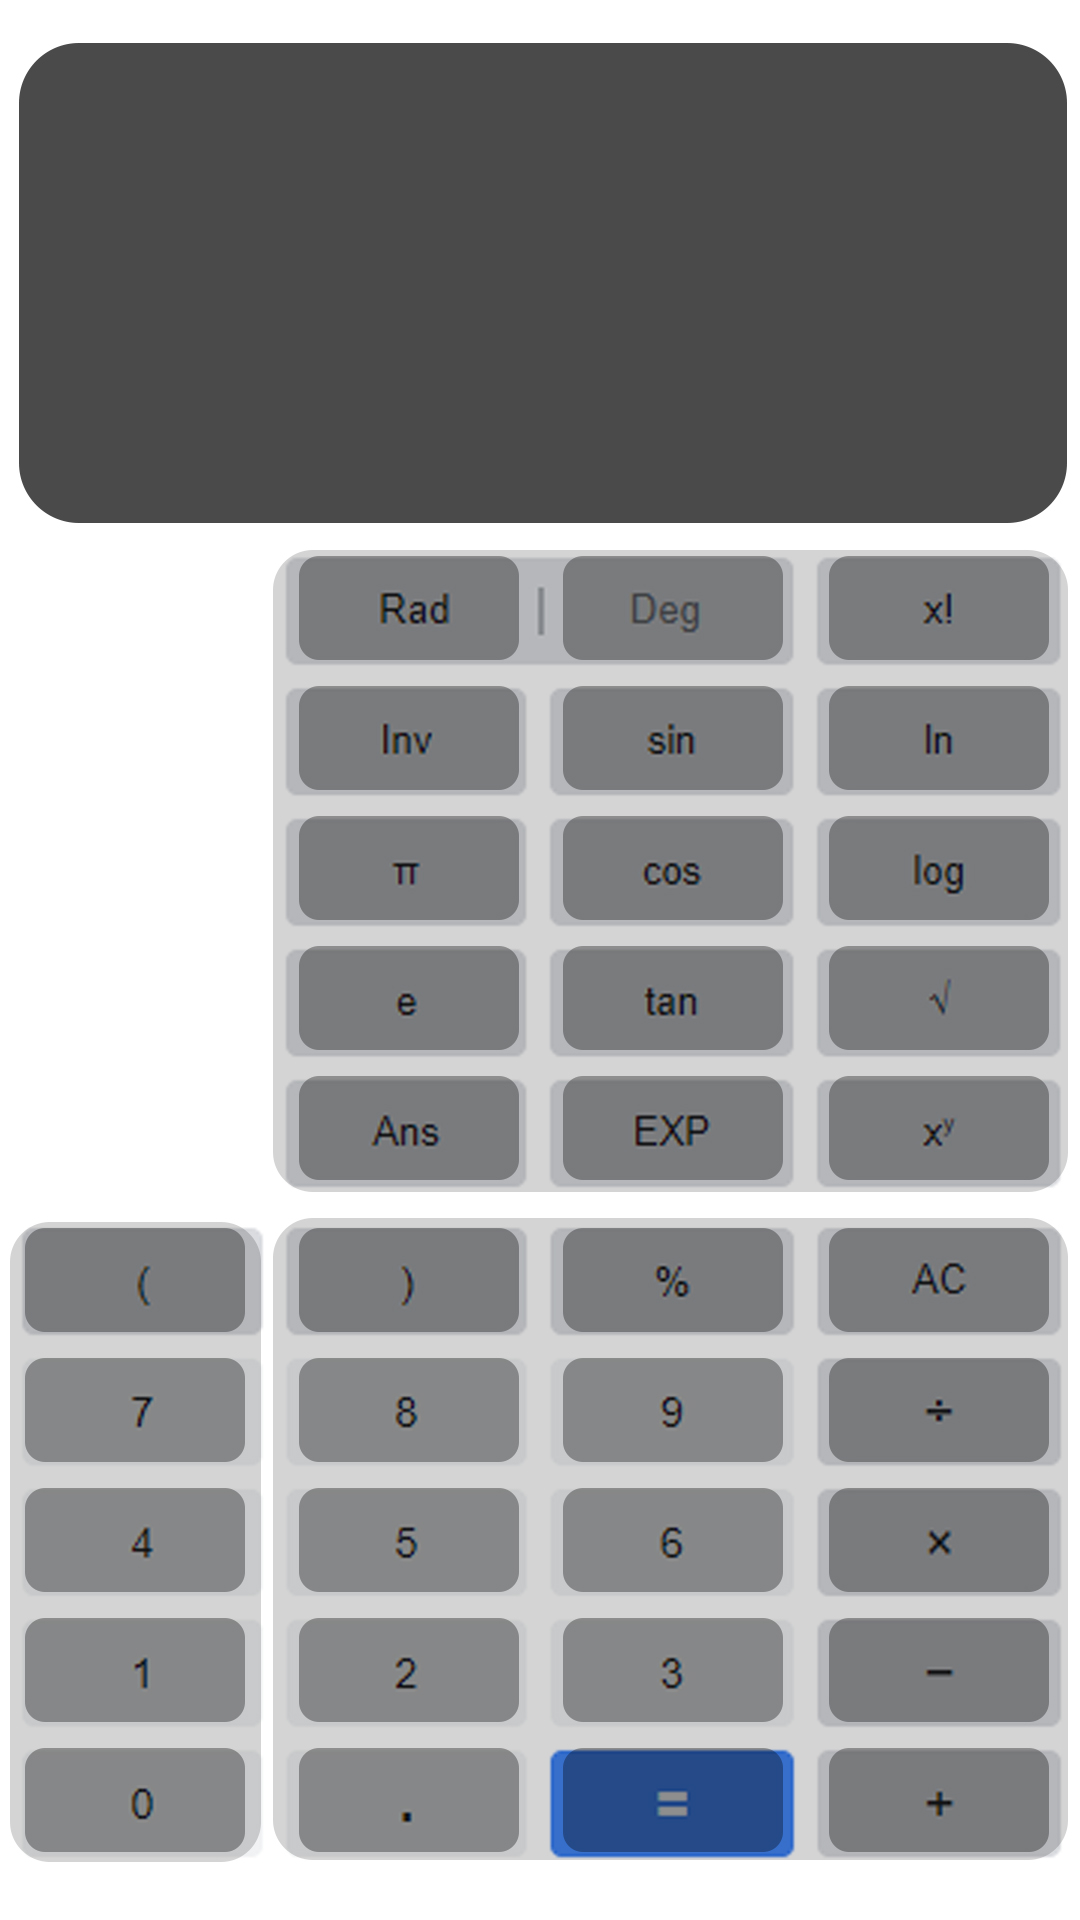 Rad | Deg x!
Inv sin ln
π cos log
e tan √
Ans EXP xʸ
( ) % AC
7 8 9 ÷
4 5 6 ×
1 2 3 −
0 . = +